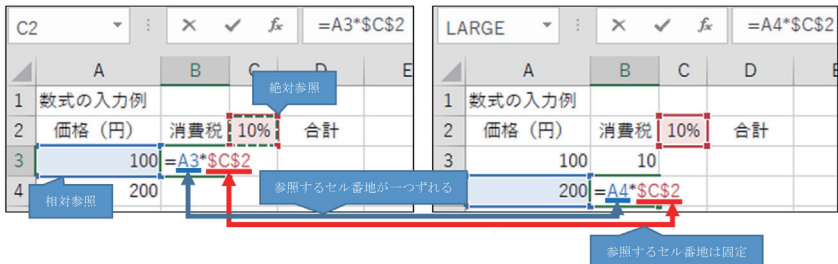 C2 =A3*$C$2
A B C D E
1 数式の入力例
2 価格（円） 消費税 10% 合計
3 100 =A3*$C$2
4 200
絶対参照
相対参照
LARGE =A4*$C$2
A B C D E
1 数式の入力例
2 価格（円） 消費税 10% 合計
3 100 10
200 =A4*$C$2
参照するセル番地が一つずれる
参照するセル番地は固定